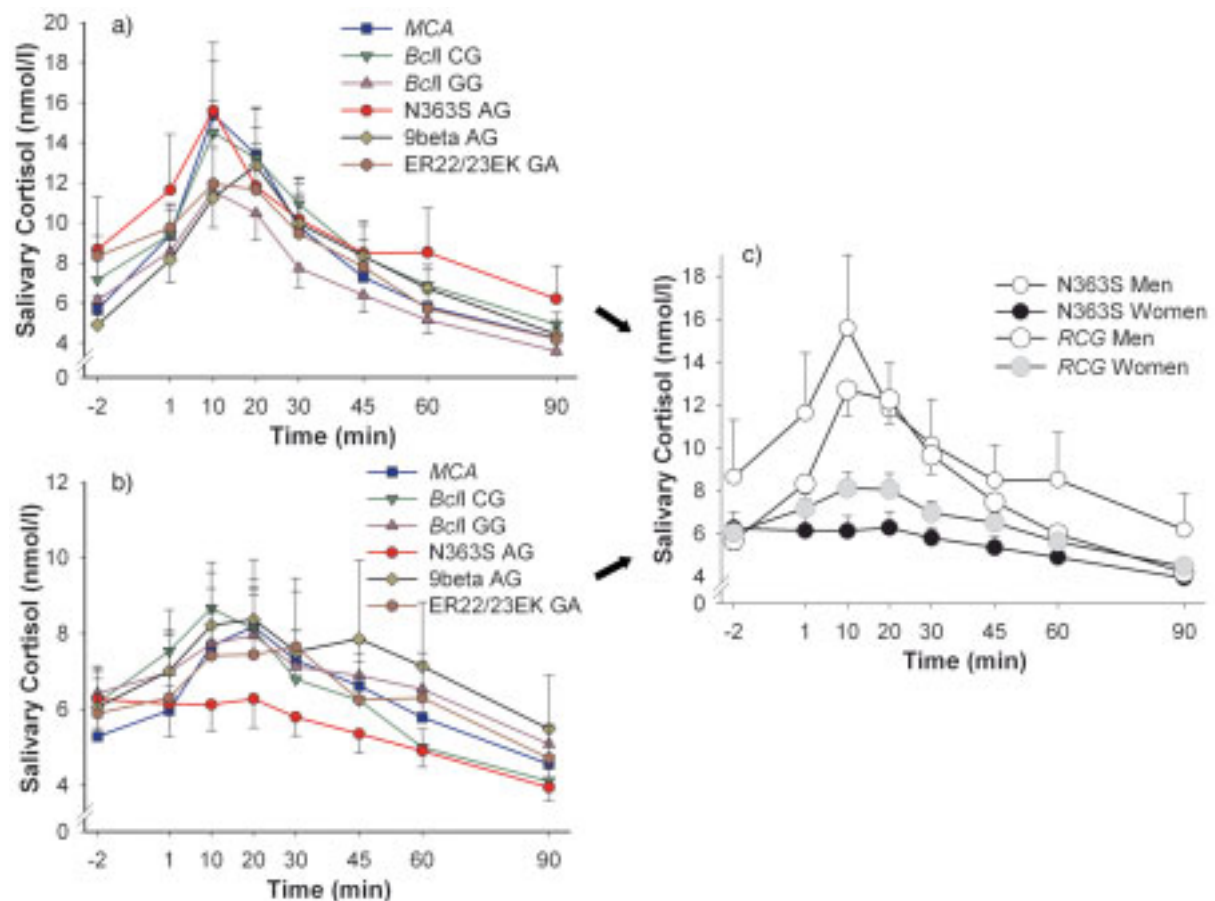 a)
Salivary Cortisol (nmol/l)
20
18
16
14
12
10
8
6
4
0
MCA
BclI CG
BclI GG
N363S AG
9beta AG
ER22/23EK GA
-2 1 10 20 30 45 60 90
Time (min)
b)
Salivary Cortisol (nmol/l)
12
10
8
6
4
0
MCA
BclI CG
BclI GG
N363S AG
9beta AG
ER22/23EK GA
-2 1 10 20 30 45 60 90
Time (min)
c)
Salivary Cortisol (nmol/l)
18
16
14
12
10
8
6
4
0
N363S Men
N363S Women
RCG Men
RCG Women
-2 1 10 20 30 45 60 90
Time (min)